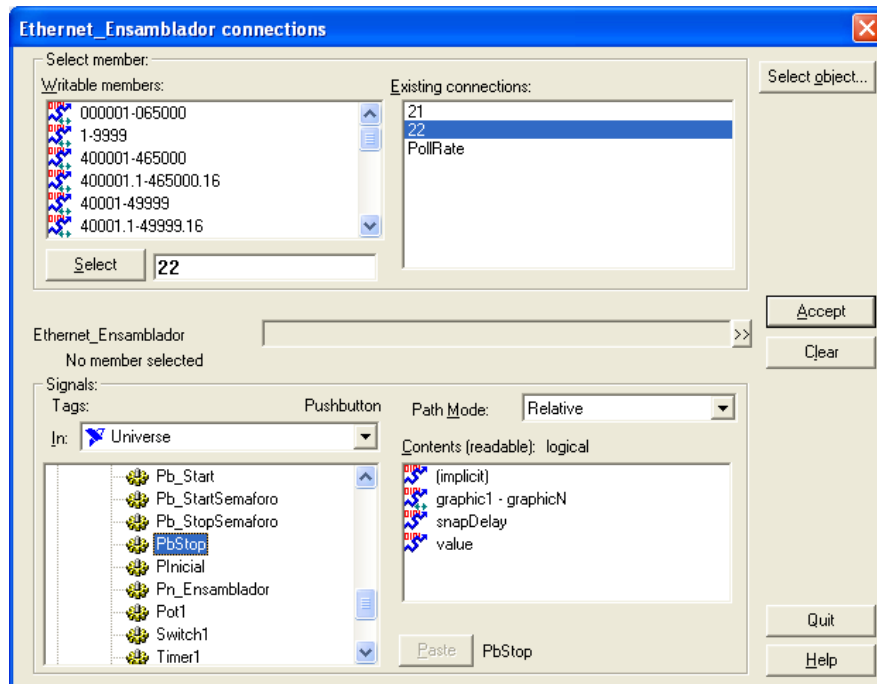 Ethernet_Ensamblador connections
Select member:
Writable members:
000001-065000
1-9999
400001-465000
400001.1-465000.16
40001-49999
40001.1-49999.16
Select
22
Existing connections:
21
22
PollRate
Select object...
Ethernet_Ensamblador
>>
No member selected
Accept
Clear
Signals:
Tags: Pushbutton
In: Universe
Pb_Start
Pb_StartSemaforo
Pb_StopSemaforo
PbStop
PInicial
Pn_Ensamblador
Pot1
Switch1
Timer1
Path Mode: Relative
Contents (readable): logical
(implicit)
graphic1 - graphicN
snapDelay
value
Paste PbStop
Quit
Help